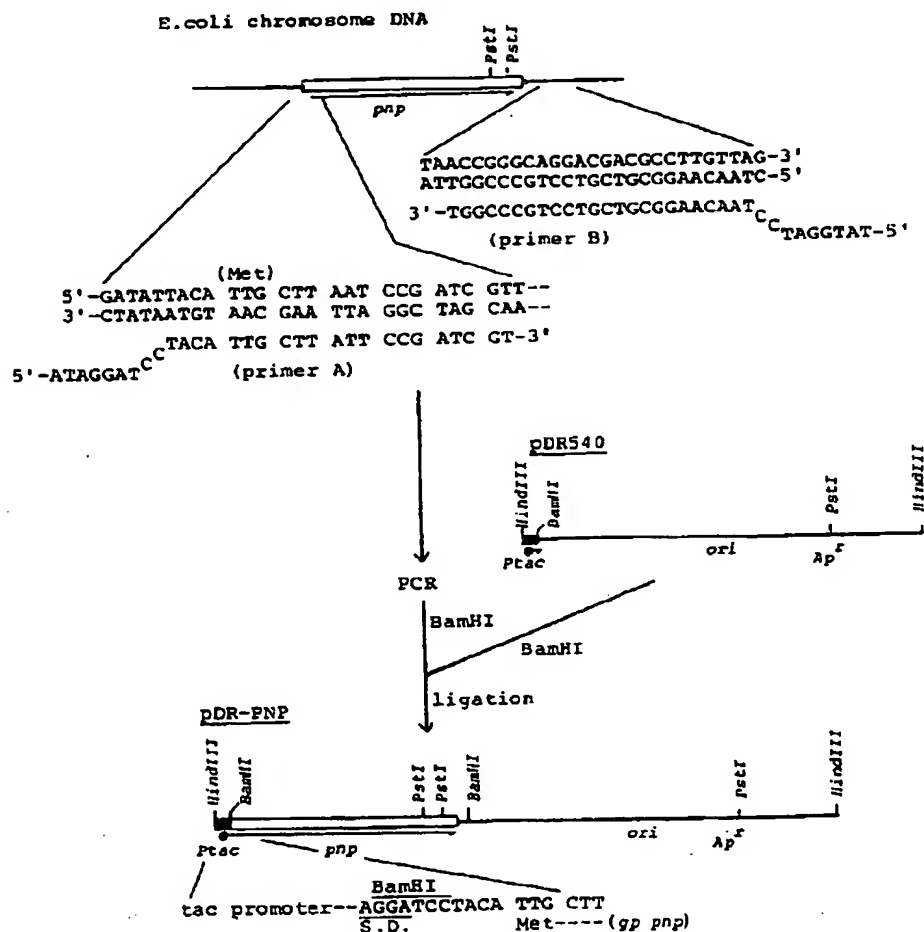 E.coli chromosome DNA
PstI
PstI
pnp
TAACCGGGCAGGACGACGCCTTGTTAG-3'
ATTGGCCCGTCCTGCTGCGGAACAATC-5'
3'-TGGCCCGTCCTGCTGCGGAACAATCCTAGGTAT-5'
(primer B)
(Met)
5'-GATATTACA TTG CTT AAT CCG ATC GTT--
3'-CTATAATGT AAC GAA TTA GGC TAG CAA--
5'-ATAGGATCCTACA TTG CTT ATT CCG ATC GT-3'
(primer A)
pDR540
HindIII
BamHI
PstI
HindIII
Ptac
ori
Ap^r
PCR
BamHI
BamHI
ligation
pDR-PNP
HindIII
BamHI
PstI
PstI
BamHI
PstI
HindIII
Ptac
pnp
ori
Ap^r
BamHI
tac promoter--AGGATCCTACA TTG CTT
S.D.
Met----(gp pnp)